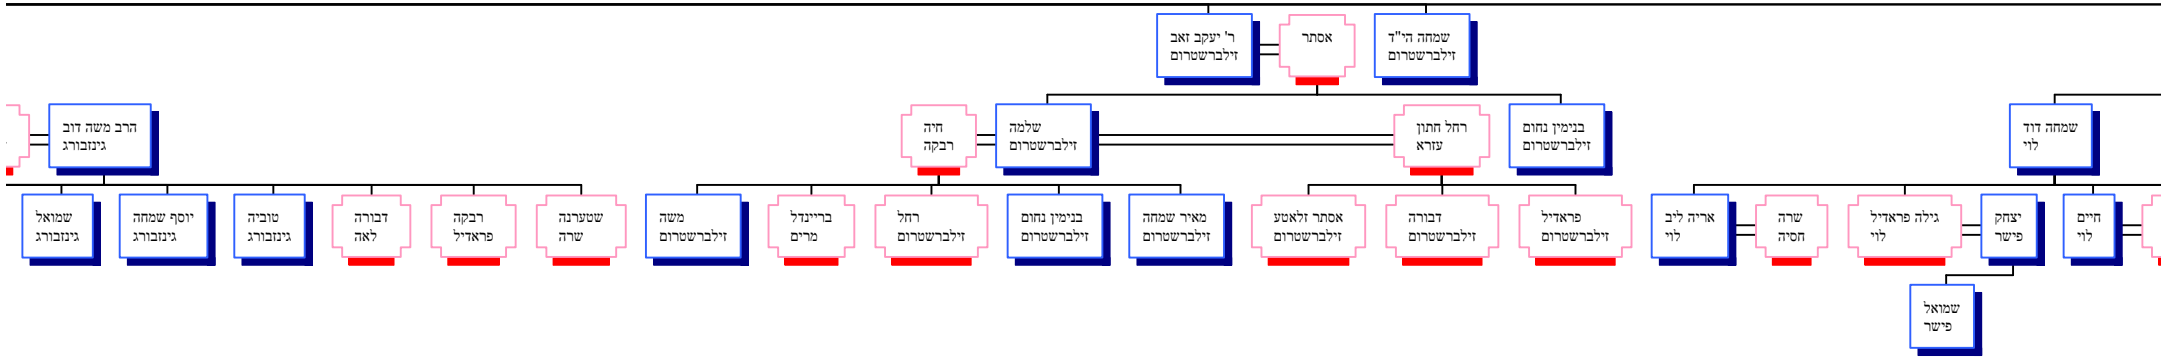 שמחה הי"ד
זילברשטרום
אסתר
ר' יעקב זאב
זילברשטרום
שמחה דוד
לוי
בנימין נחום
זילברשטרום
רחל חתון
עזרא
שלמה
זילברשטרום
חיה
רבקה
הרב משה דוב
גינזבורג
חיים
לוי
יצחק
פישר
גילה פראדיל
לוי
שרה
חסיה
אריה ליב
לוי
פראדיל
זילברשטרום
דבורה
זילברשטרום
אסתר זלאטע
זילברשטרום
מאיר שמחה
זילברשטרום
בנימין נחום
זילברשטרום
רחל
זילברשטרום
בריינדל
מרים
משה
זילברשטרום
שטערנה
שרה
רבקה
פראדיל
דבורה
לאה
טוביה
גינזבורג
יוסף שמחה
גינזבורג
שמואל
גינזבורג
שמואל
פישר